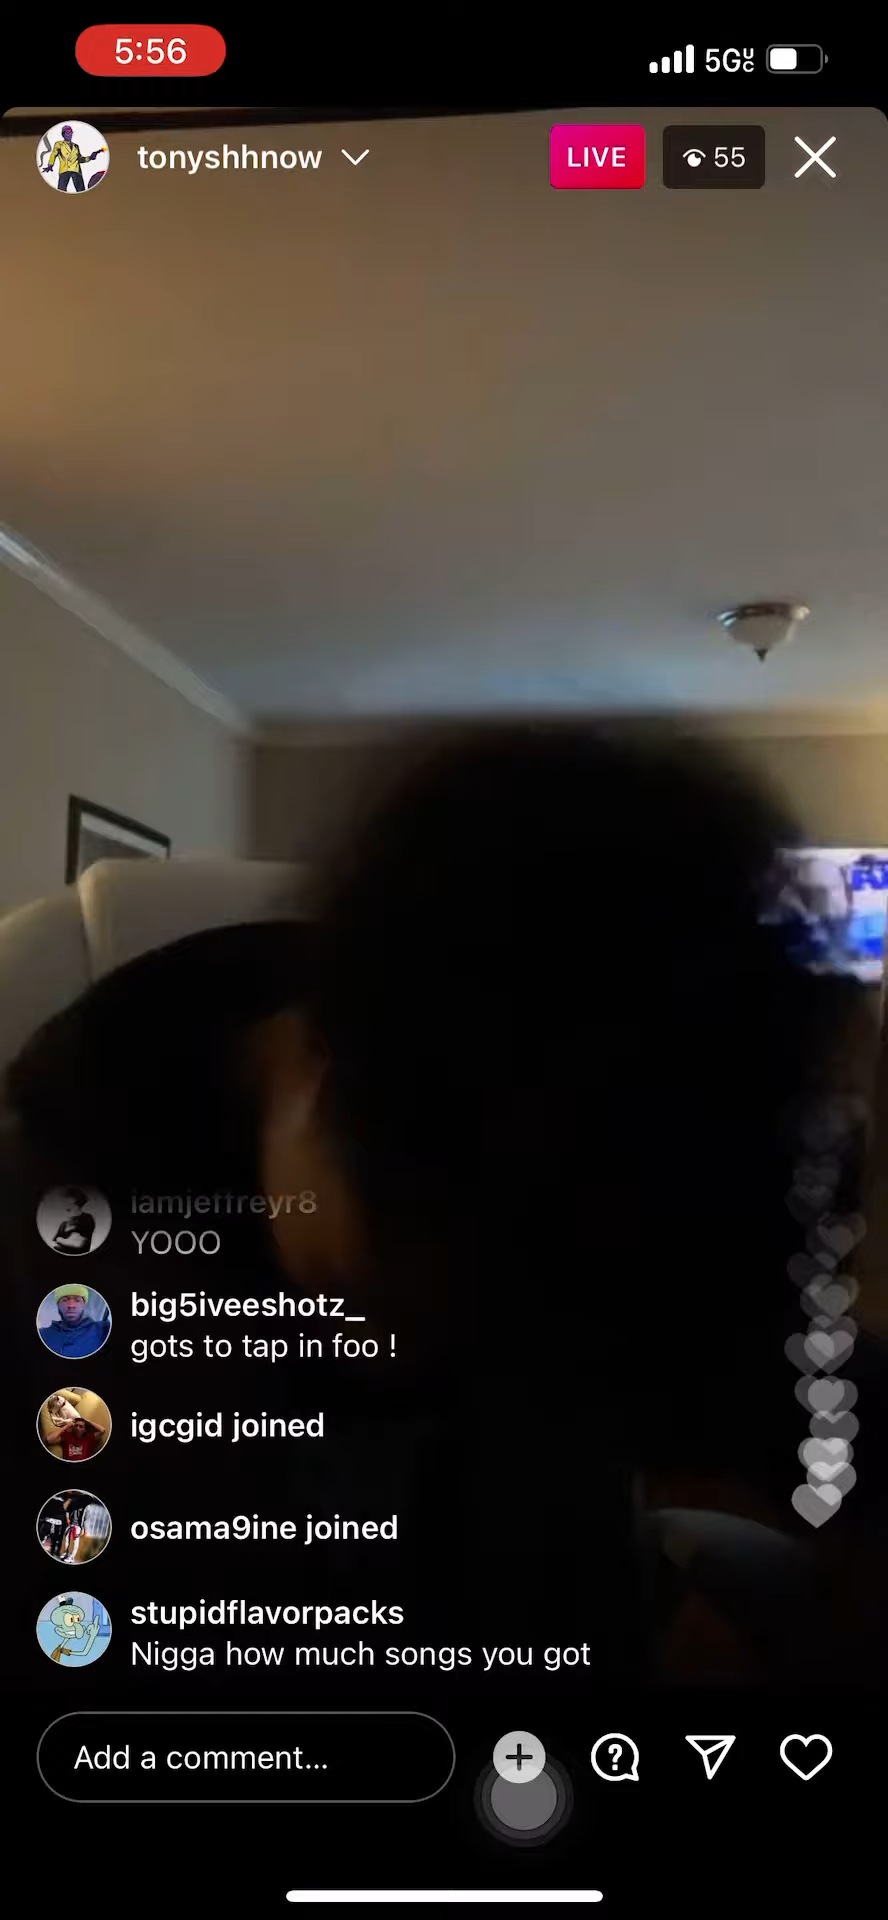 5:56
5GUC
tonyshhnow
LIVE
55
iamjeffreyr8
YOOO
big5iveeshotz_
gots to tap in foo !
igcgid joined
osama9ine joined
stupidflavorpacks
Nigga how much songs you got
Add a comment...